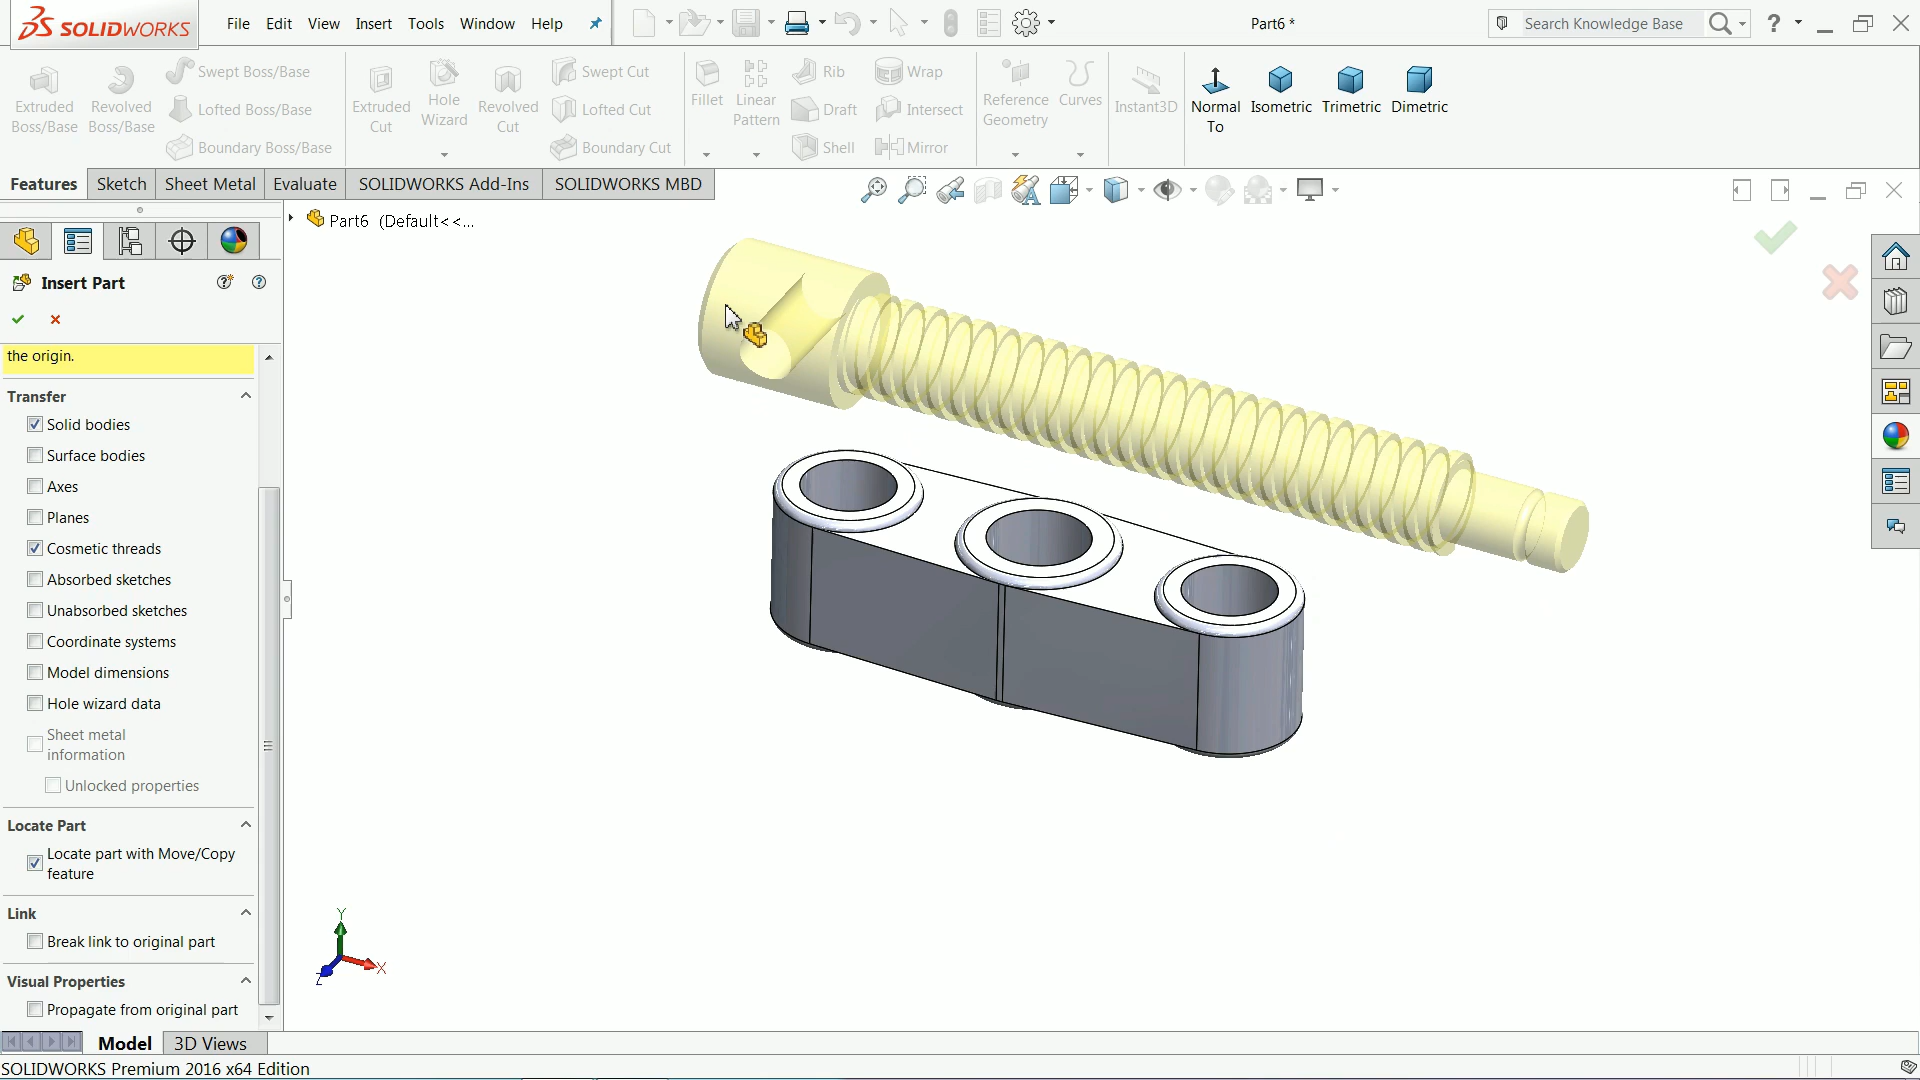 SOLIDWORKS
File Edit View Insert Tools Window Help
Part6 *
Search Knowledge Base
?
Extruded Boss/Base
Revolved Boss/Base
Swept Boss/Base
Lofted Boss/Base
Boundary Boss/Base
Extruded Cut
Hole Wizard
Revolved Cut
Swept Cut
Lofted Cut
Boundary Cut
Fillet
Linear Pattern
Rib
Draft
Shell
Wrap
Intersect
Mirror
Reference Geometry
Curves
Instant3D
Normal To
Isometric
Trimetric
Dimetric
Features Sketch Sheet Metal Evaluate SOLIDWORKS Add-Ins SOLIDWORKS MBD
Part6 (Default<<...
Insert Part
the origin.
Transfer
Solid bodies
Surface bodies
Axes
Planes
Cosmetic threads
Absorbed sketches
Unabsorbed sketches
Coordinate systems
Model dimensions
Hole wizard data
Sheet metal
information
Unlocked properties
Locate Part
Locate part with Move/Copy
feature
Link
Break link to original part
Visual Properties
Propagate from original part
Y
X
Z
Model 3D Views
SOLIDWORKS Premium 2016 x64 Edition